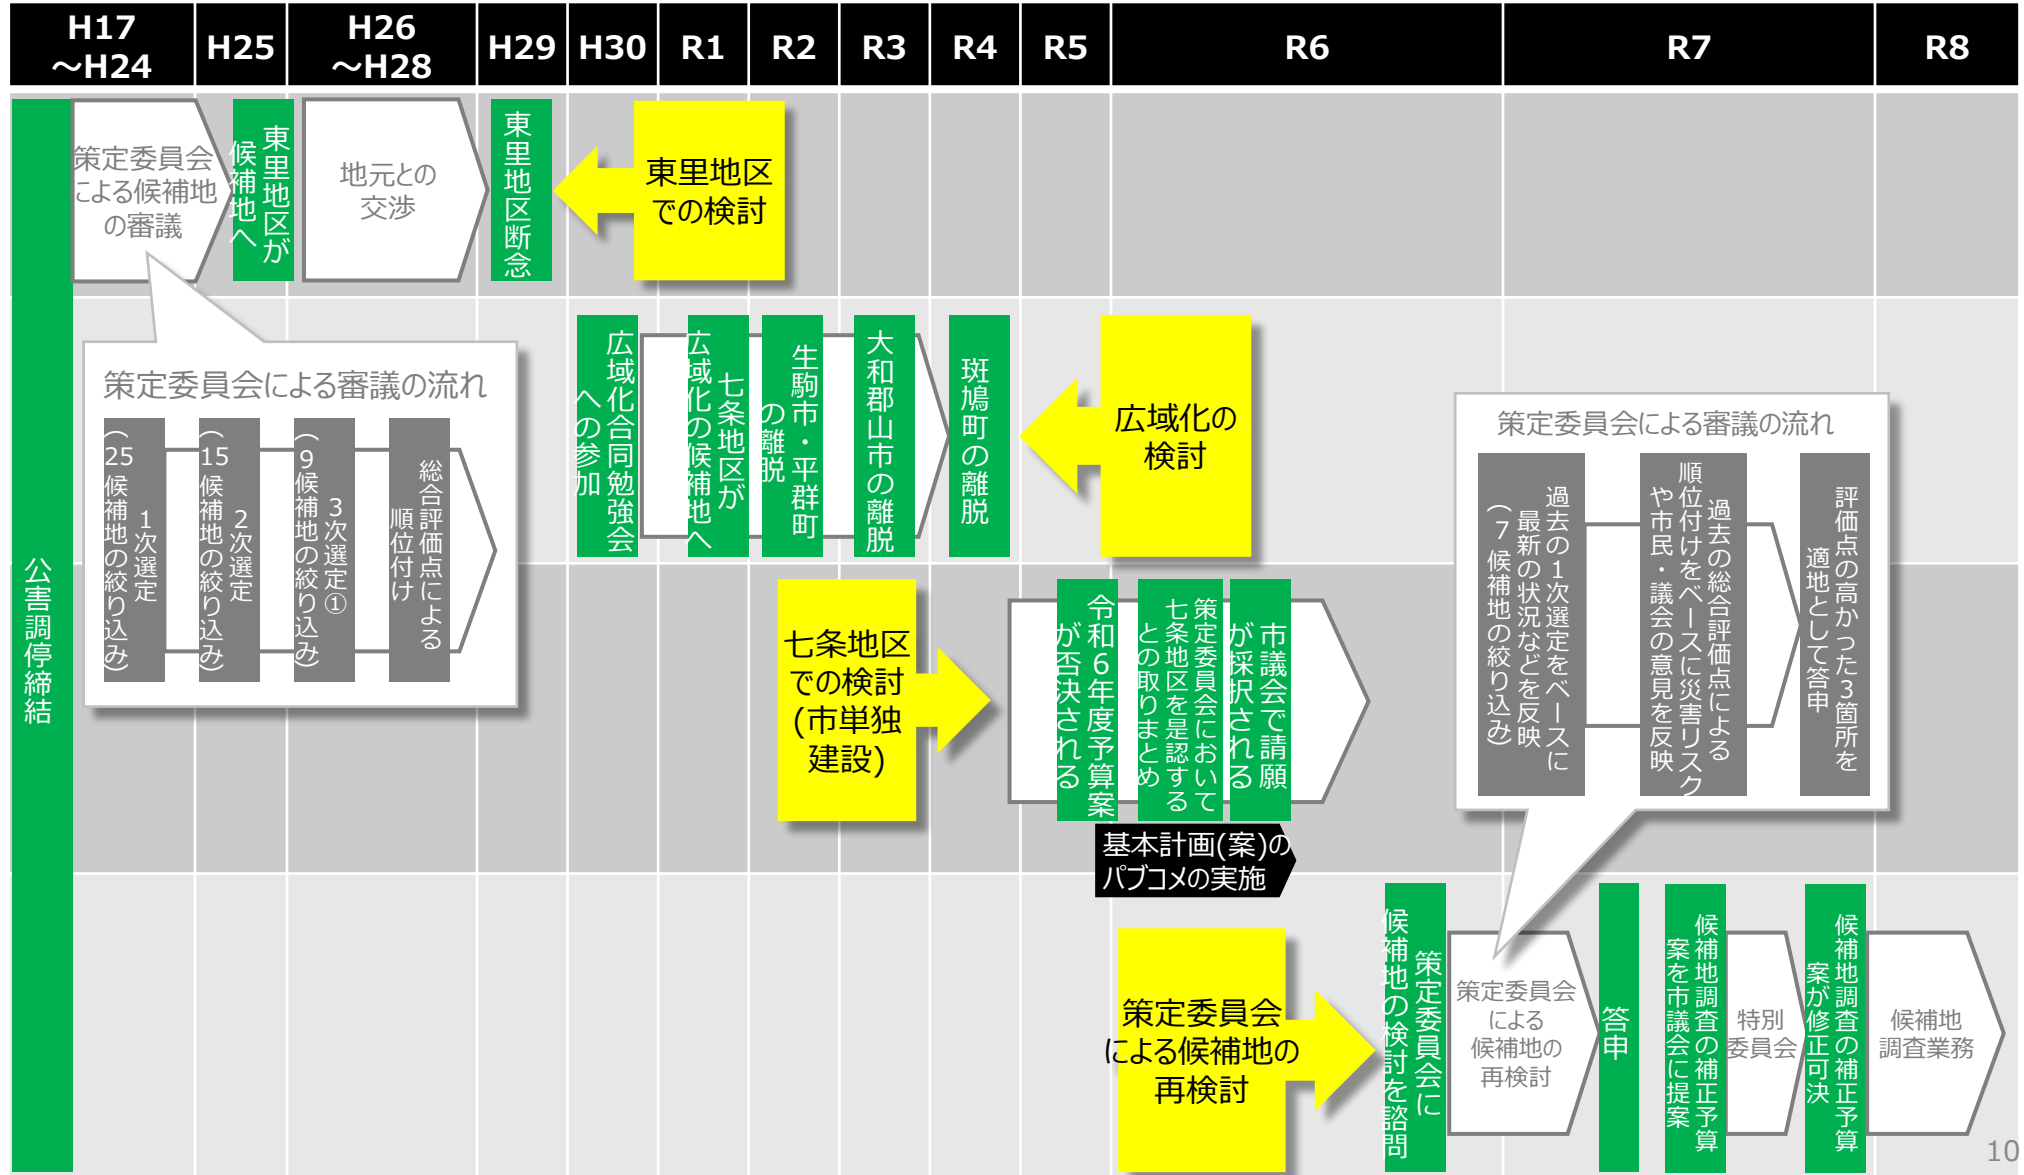 H17
～H24
H25
H26
～H28
H29
H30
R1
R2
R3
R4
R5
R6
R7
R8
公害調停締結
策定委員会
による候補地
の審議
東里地区が
候補地へ
地元との
交渉
東里地区断念
東里地区
での検討
策定委員会による審議の流れ
１次選定
（25候補地の絞り込み）
２次選定
（15候補地の絞り込み）
３次選定①
（９候補地の絞り込み）
総合評価点による
順位付け
広域化合同勉強会
への参加
七条地区が
広域化の候補地へ
生駒市・平群町
の離脱
大和郡山市の離脱
斑鳩町の離脱
広域化の
検討
七条地区
での検討
(市単独
建設)
令和６年度予算案
が否決される
策定委員会において
七条地区を是認する
との取りまとめ
市議会で請願
が採択される
基本計画(案)の
パブコメの実施
策定委員会による審議の流れ
過去の１次選定をベースに
最新の状況などを反映
（７候補地の絞り込み）
過去の総合評価点による
順位付けをベースに災害リスク
や市民・議会の意見を反映
評価点の高かった３箇所を
適地として答申
策定委員会
による候補地の
再検討
策定委員会に
候補地の検討を諮問
策定委員会
による
候補地の
再検討
答申
候補地調査の補正予算
案を市議会に提案
特別
委員会
候補地調査の補正予算
案が修正可決
候補地
調査業務
10